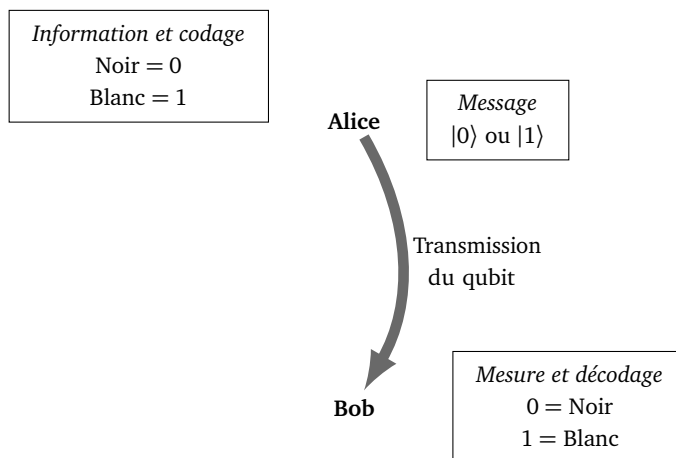 Information et codage
Noir = 0
Blanc = 1
Alice
Message
|0⟩ ou |1⟩
Transmission
du qubit
Bob
Mesure et décodage
0 = Noir
1 = Blanc